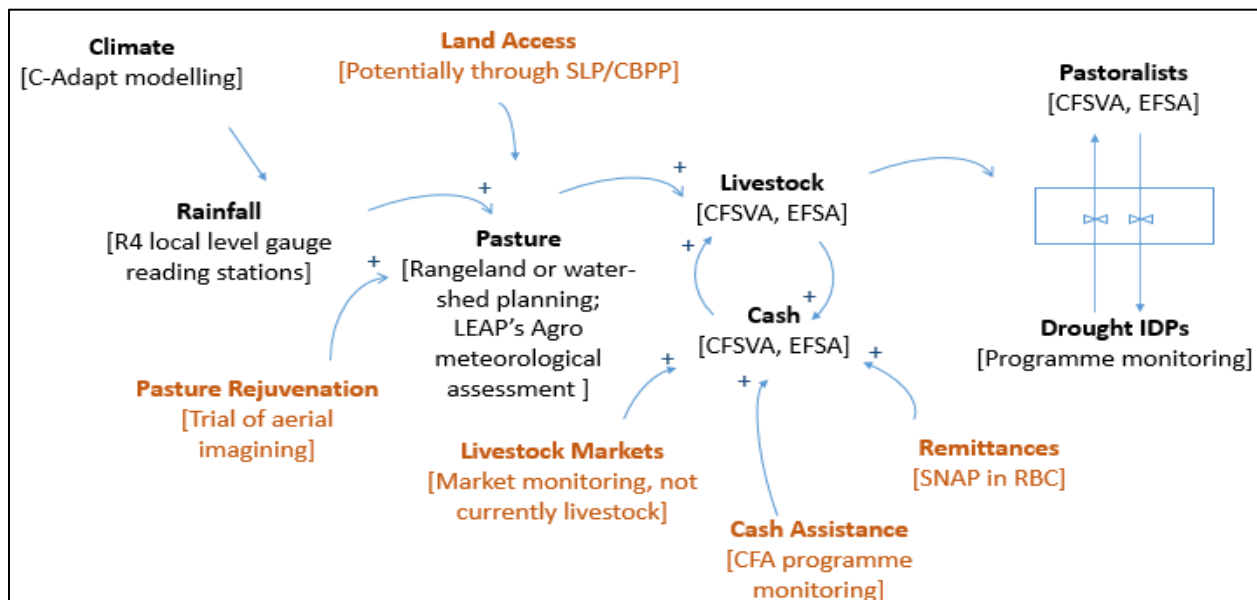 Climate
[C-Adapt modelling]
Land Access
[Potentially through SLP/CBPP]
Pastoralists
[CFSVA, EFSA]
Rainfall
[R4 local level gauge
reading stations]
+
+
Pasture
[Rangeland or water-
shed planning;
LEAP's Agro
meteorological
assessment ]
+
Livestock
[CFSVA, EFSA]
+
+
Cash
[CFSVA, EFSA]
+
+
+
Drought IDPs
[Programme monitoring]
Pasture Rejuvenation
[Trial of aerial
imagining]
Livestock Markets
[Market monitoring, not
currently livestock]
Remittances
[SNAP in RBC]
Cash Assistance
[CFA programme
monitoring]